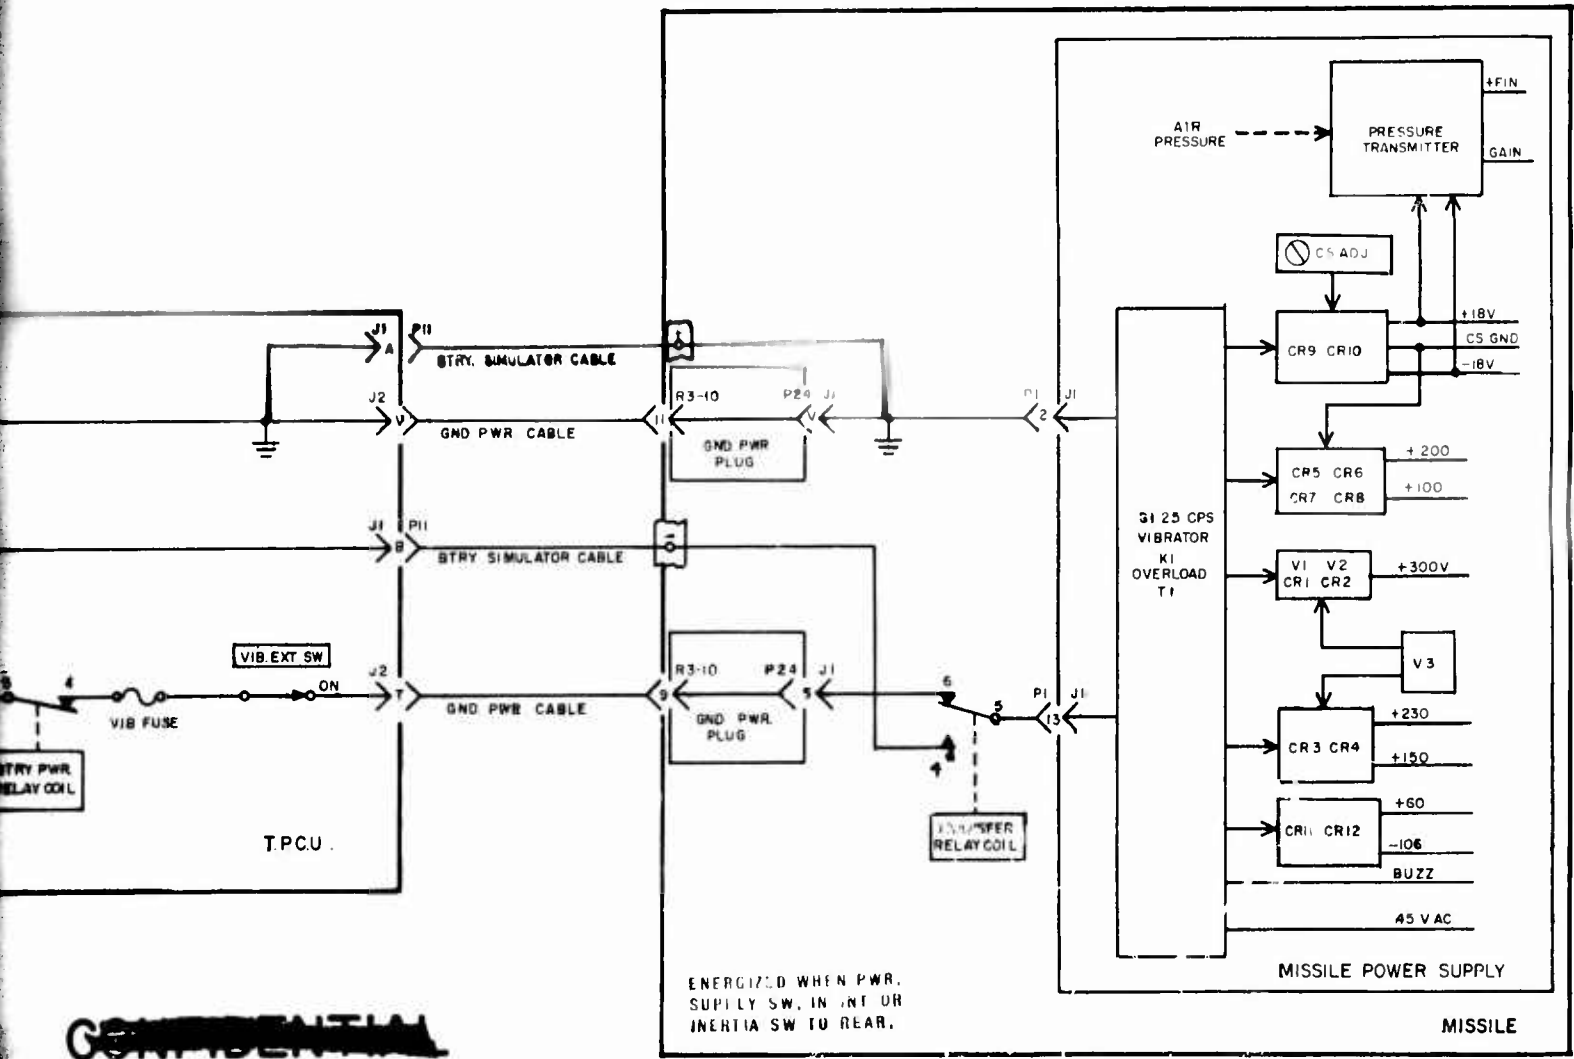 +FIN
AIR
PRESSURE
PRESSURE
TRANSMITTER
GAIN
CS ADJ
J1
P11
A
BTRY. SIMULATOR CABLE
+
+18V
CS GND
-18V
CR9 CR10
J2
V
GND PWR CABLE
11
R3-10
P24
V
J1
GND PWR
PLUG
P1
2
J1
+200
+100
CR5 CR6
CR7 CR8
25 CPS
VIBRATOR
K1
OVERLOAD
T1
J1
P11
B
BTRY SIMULATOR CABLE
V1 V2
CR1 CR2
+300V
V3
VIB.EXT SW
4
ON
VIB FUSE
J2
T
GND PWR CABLE
9
R3-10
P24
5
J1
GND PWR.
PLUG
6
5
4
P1
13
J1
+230
+150
CR3 CR4
BTRY PWR
RELAY COIL
TRANSFER
RELAY COIL
+60
-106
CR11 CR12
BUZZ
45 V AC
T.P.C.U.
MISSILE POWER SUPPLY
ENERGIZED WHEN PWR.
SUPPLY SW. IN INT OR
INERTIA SW TO REAR.
MISSILE
CONFIDENTIAL